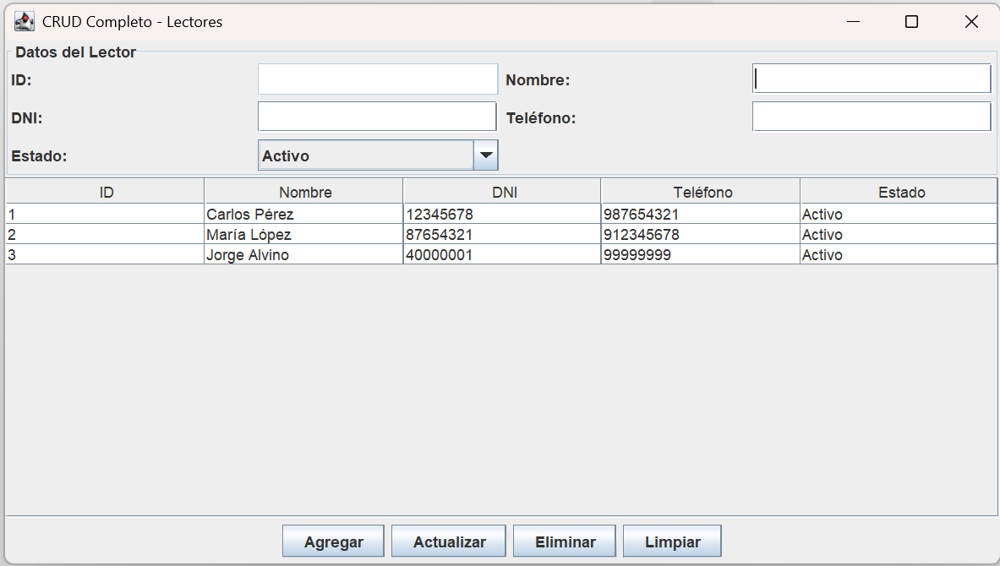 CRUD Completo - Lectores
Datos del Lector
ID: Nombre:
DNI: Teléfono:
Estado: Activo
ID Nombre DNI Teléfono Estado
1 Carlos Pérez 12345678 987654321 Activo
2 María López 87654321 912345678 Activo
3 Jorge Alvino 40000001 99999999 Activo
Agregar Actualizar Eliminar Limpiar